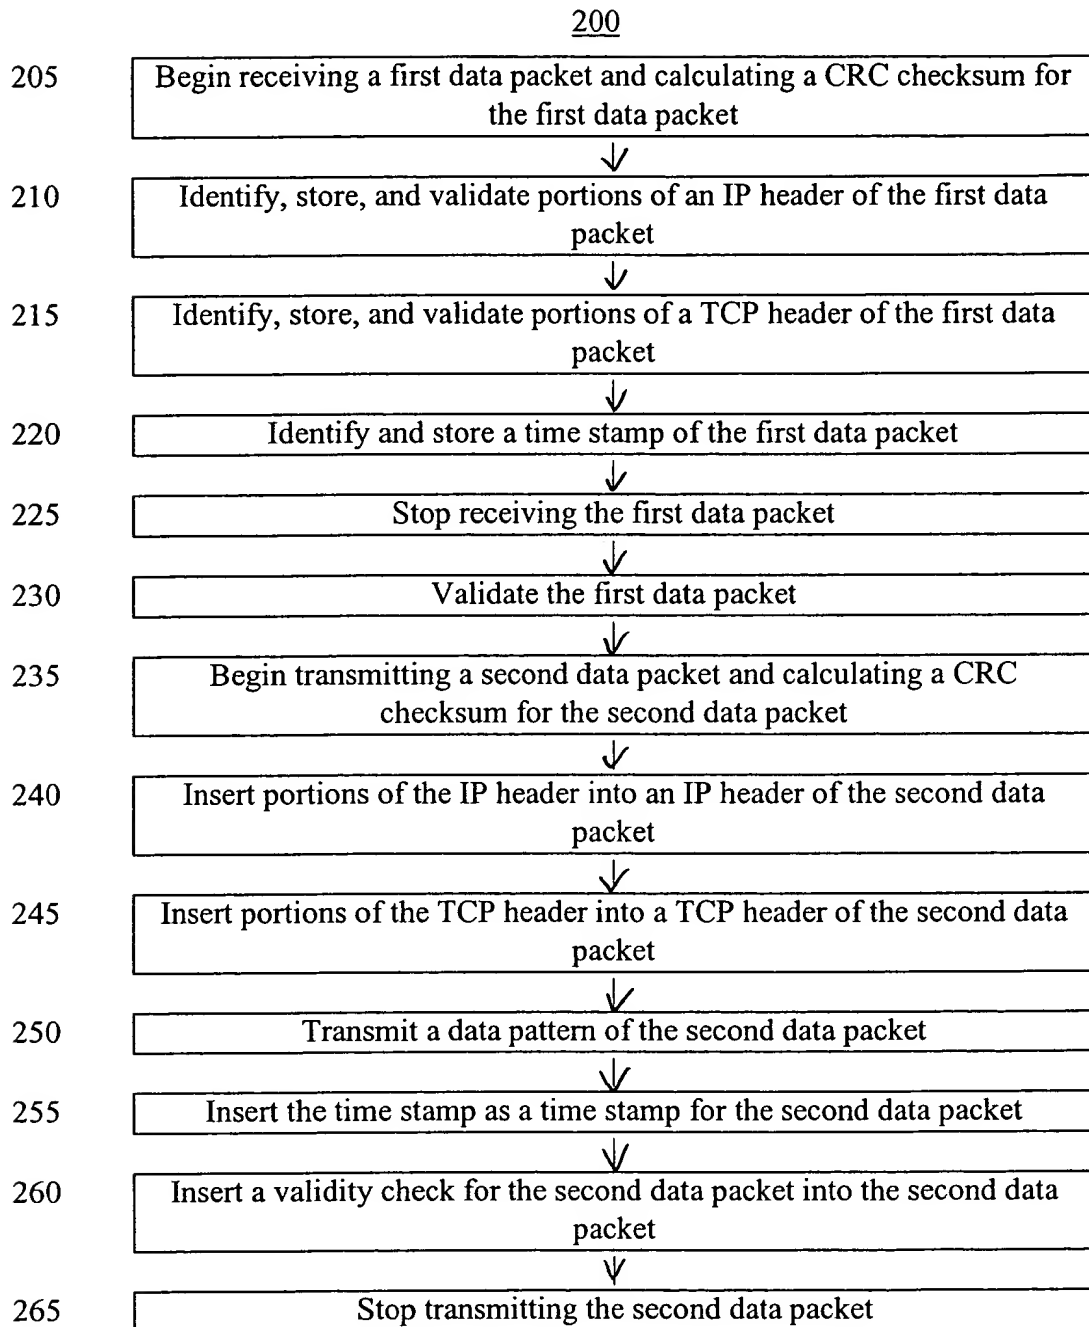 200
205 Begin receiving a first data packet and calculating a CRC checksum for
the first data packet
210 Identify, store, and validate portions of an IP header of the first data
packet
215 Identify, store, and validate portions of a TCP header of the first data
packet
220 Identify and store a time stamp of the first data packet
225 Stop receiving the first data packet
230 Validate the first data packet
235 Begin transmitting a second data packet and calculating a CRC
checksum for the second data packet
240 Insert portions of the IP header into an IP header of the second data
packet
245 Insert portions of the TCP header into a TCP header of the second data
packet
250 Transmit a data pattern of the second data packet
255 Insert the time stamp as a time stamp for the second data packet
260 Insert a validity check for the second data packet into the second data
packet
265 Stop transmitting the second data packet